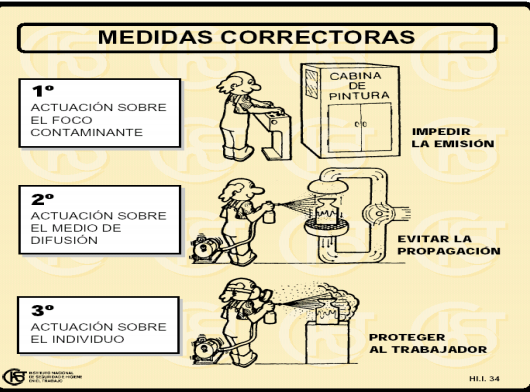 MEDIDAS CORRECTORAS
1º
ACTUACIÓN SOBRE
EL FOCO
CONTAMINANTE
CABINA
DE
PINTURA
IMPEDIR
LA EMISIÓN
2º
ACTUACIÓN SOBRE
EL MEDIO DE
DIFUSIÓN
EVITAR LA
PROPAGACIÓN
3º
ACTUACIÓN SOBRE
EL INDIVIDUO
PROTEGER
AL TRABAJADOR
INSTITUTO NACIONAL
DE SEGURIDAD E HIGIENE
EN EL TRABAJO
HI.I. 34